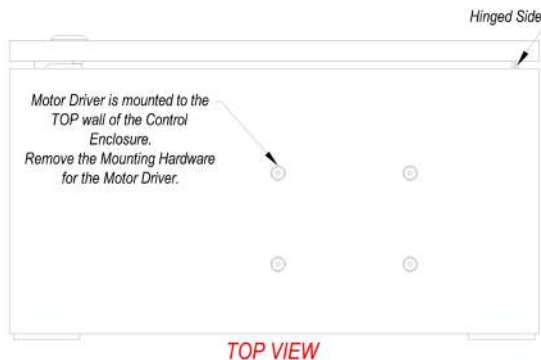 Hinged Side
Motor Driver is mounted to the
TOP wall of the Control
Enclosure.
Remove the Mounting Hardware
for the Motor Driver.
TOP VIEW